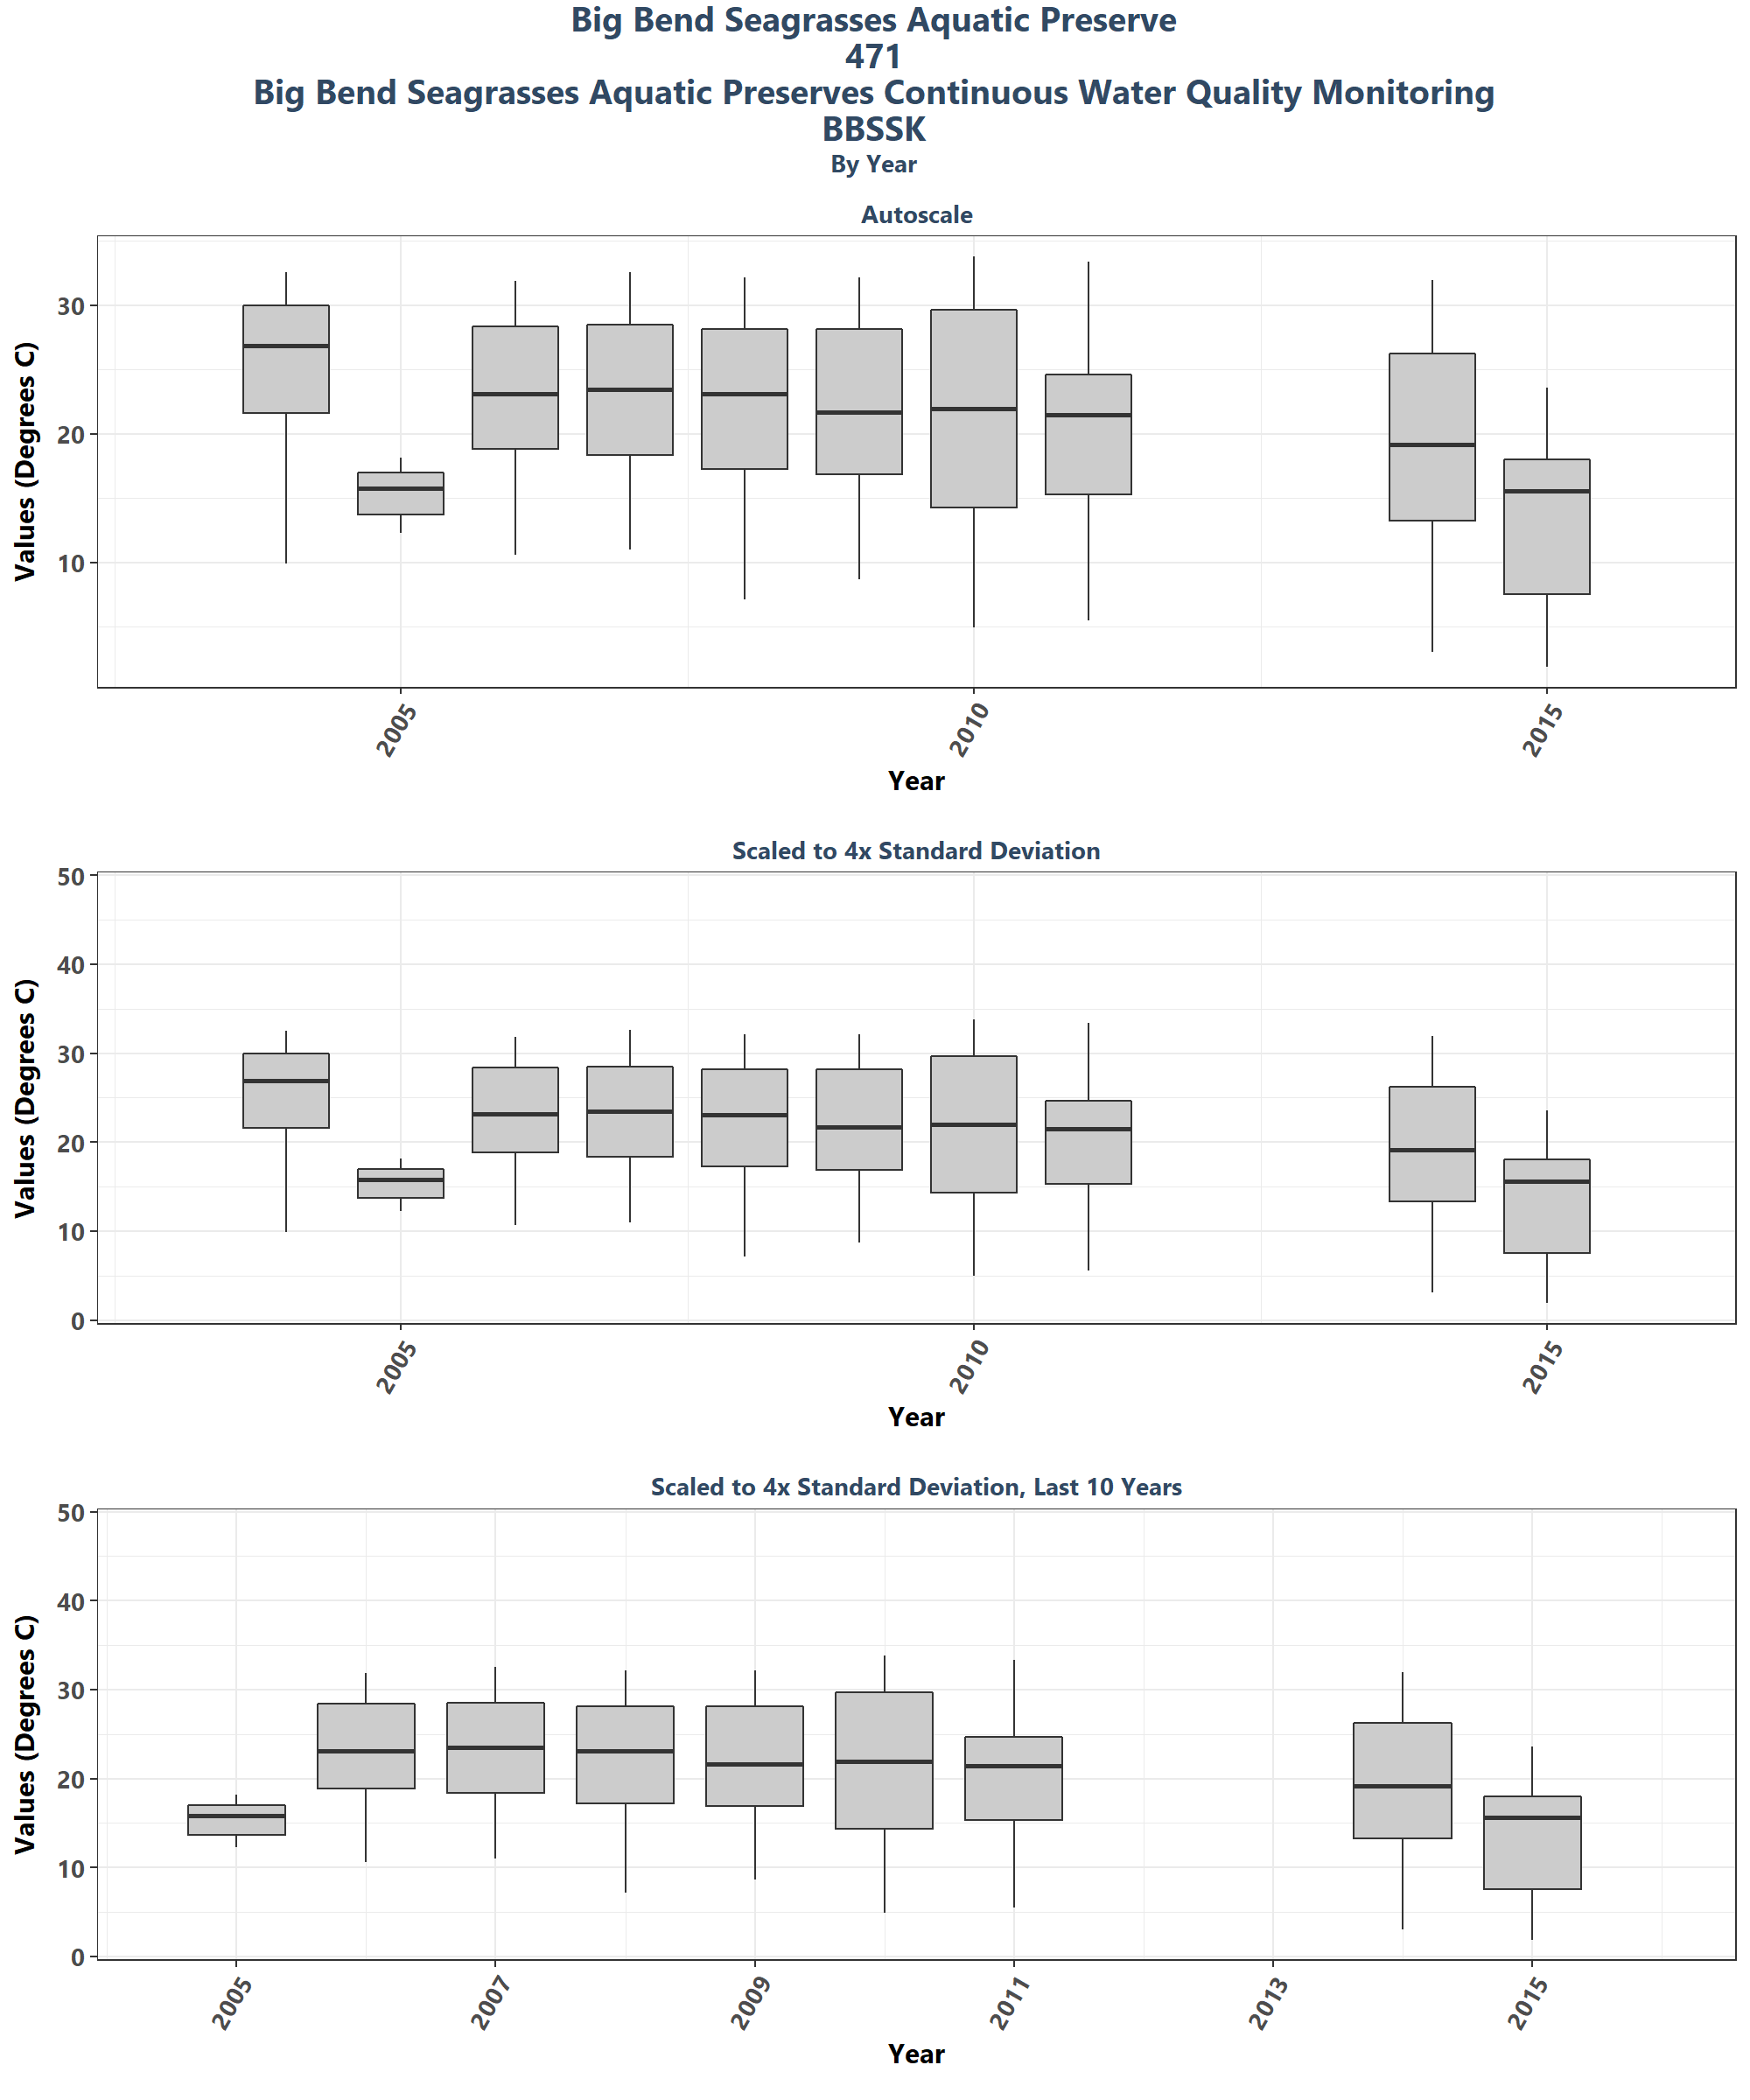 Big Bend Seagrasses Aquatic Preserve
471
Big Bend Seagrasses Aquatic Preserves Continuous Water Quality Monitoring
BBSSK
By Year
Autoscale
Values (Degrees C)
30
20
10
2005
2010
2015
Year
Scaled to 4x Standard Deviation
Values (Degrees C)
50
40
30
20
10
0
2005
2010
2015
Year
Scaled to 4x Standard Deviation, Last 10 Years
Values (Degrees C)
50
40
30
20
10
0
2005
2007
2009
2011
2013
2015
Year